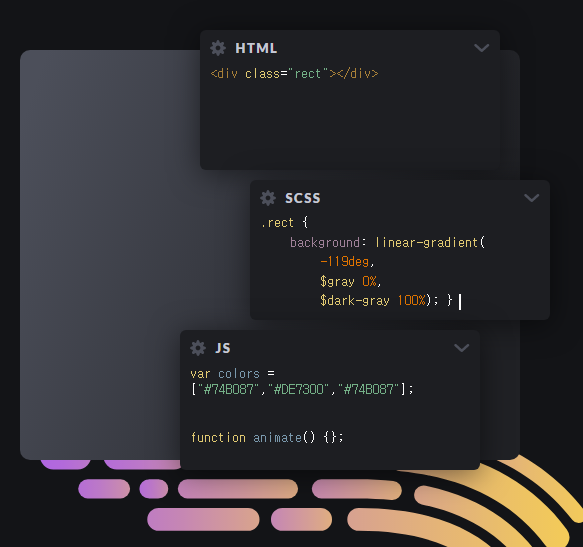 HTML
<div class="rect"></div>
SCSS
.rect {
background: linear-gradient(
-119deg,
$gray 0%,
$dark-gray 100%); }
JS
var colors =
["#74B087","#DE7300","#74B087"];
function animate() {};